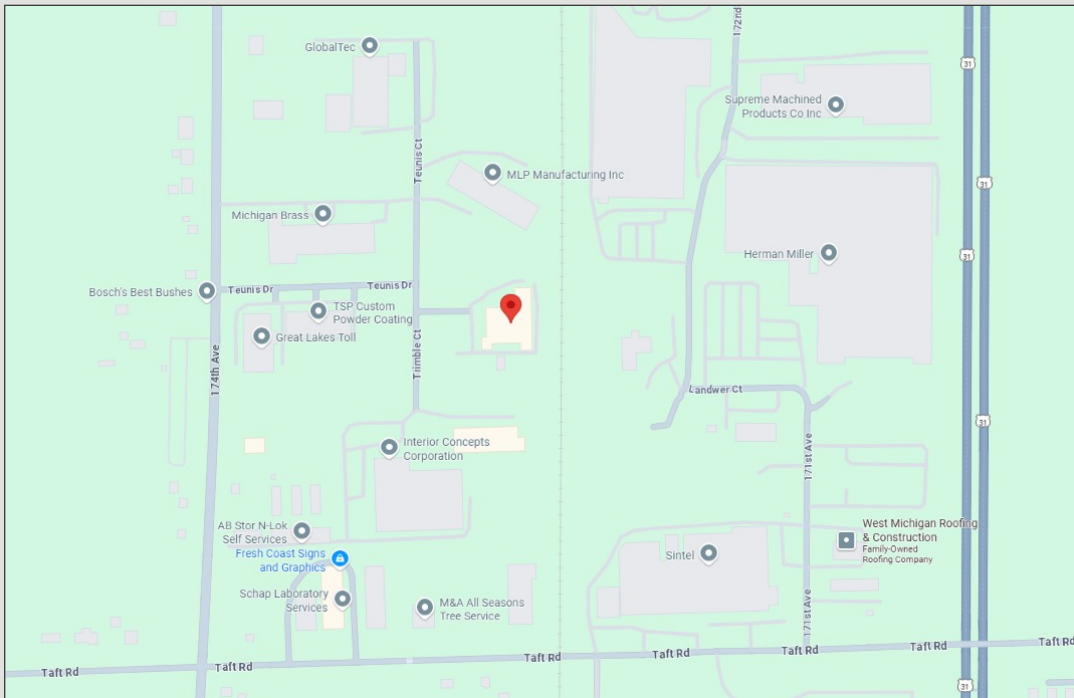 172nd
GlobalTec
31
Supreme Machined
Products Co Inc
Teunis Ct
MLP Manufacturing Inc
31
Michigan Brass
Herman Miller
31
Bosch's Best Bushes
Teunis Dr
Teunis Dr
TSP Custom
Powder Coating
Great Lakes Toll
Trimble Ct
174th Ave
Landwer Ct
31
Interior Concepts
Corporation
171st Ave
AB Stor N-Lok
Self Services
West Michigan Roofing
& Construction
Family-Owned
Roofing Company
Fresh Coast Signs
and Graphics
Sintel
Schap Laboratory
Services
M&A All Seasons
Tree Service
171st Ave
Taft Rd
Taft Rd
Taft Rd
Taft Rd
Taft Rd
Taft Rd
Taft Rd
31